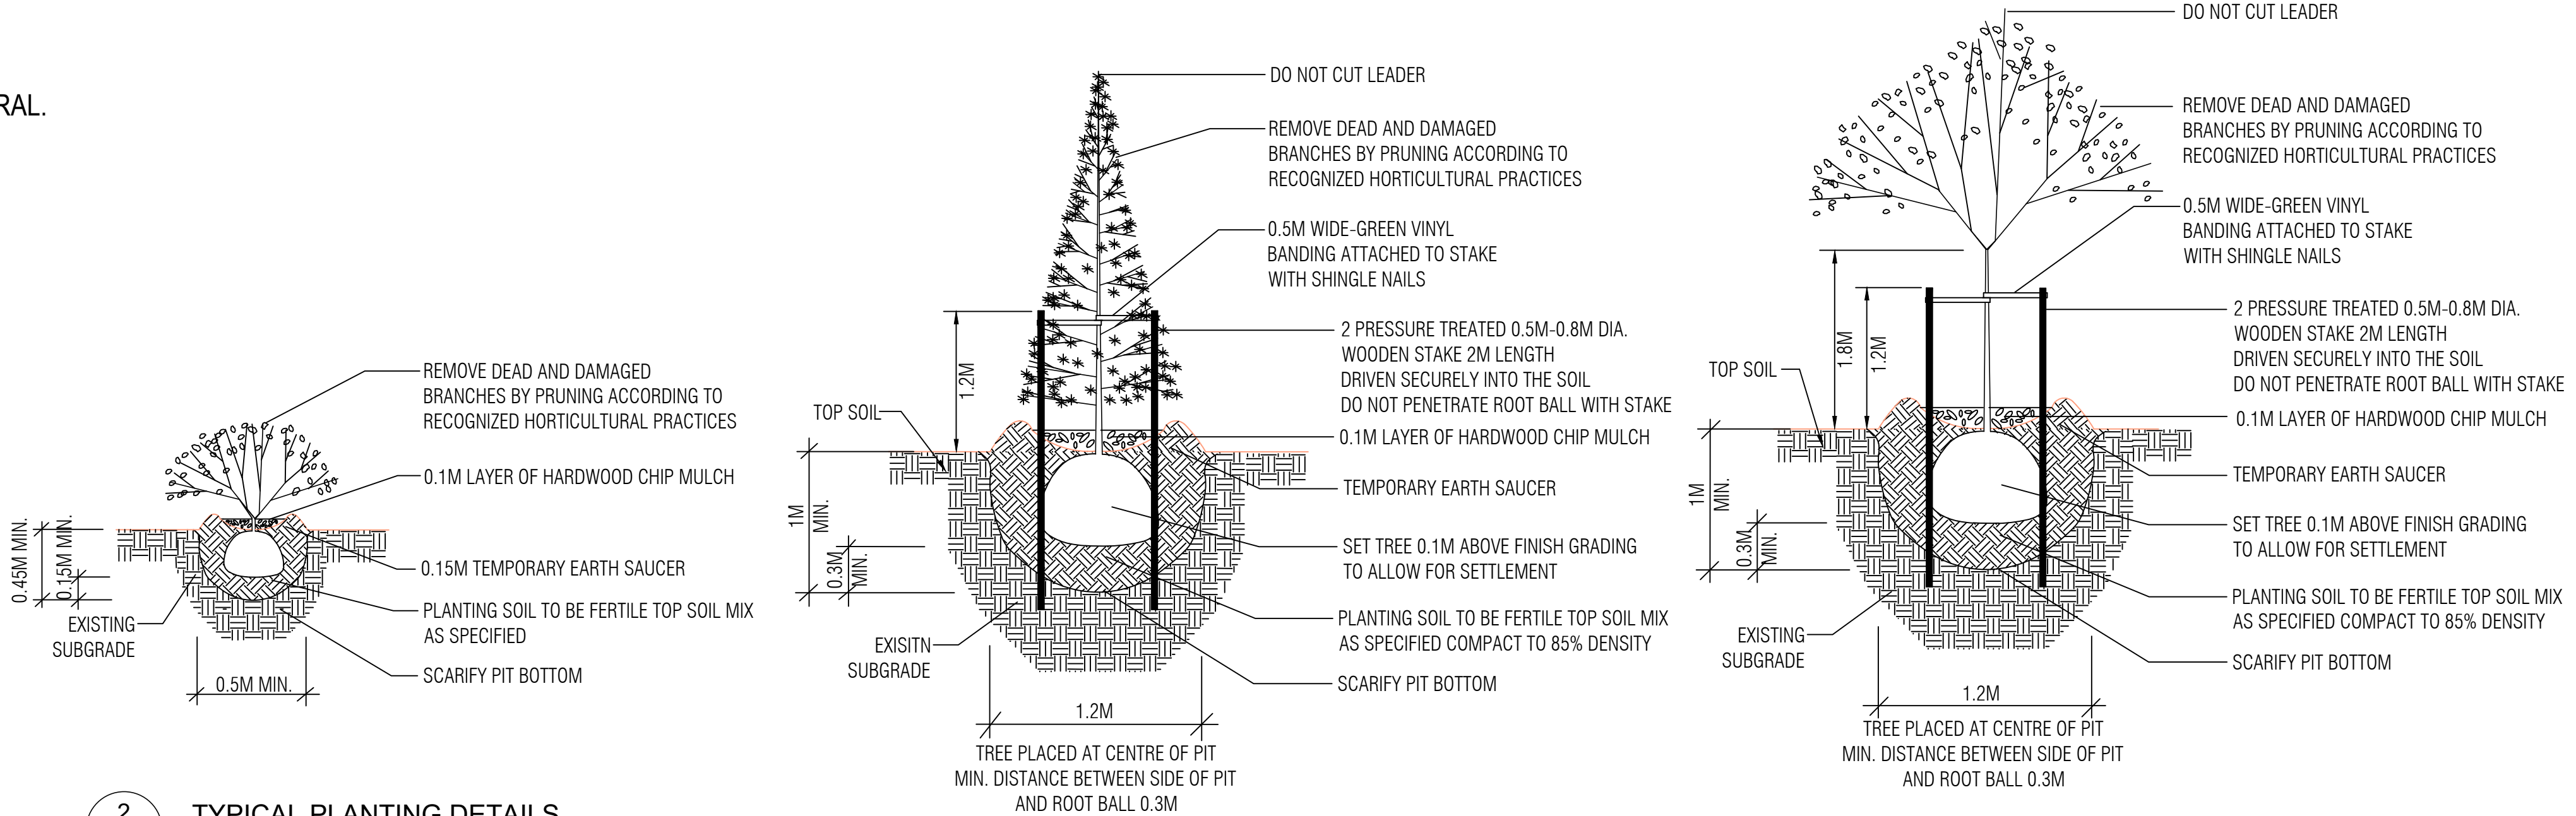 RAL.
REMOVE DEAD AND DAMAGED
BRANCHES BY PRUNING ACCORDING TO
RECOGNIZED HORTICULTURAL PRACTICES
0.1M LAYER OF HARDWOOD CHIP MULCH
0.45M MIN.
0.15M MIN.
0.15M TEMPORARY EARTH SAUCER
PLANTING SOIL TO BE FERTILE TOP SOIL MIX
AS SPECIFIED
EXISTING
SUBGRADE
SCARIFY PIT BOTTOM
0.5M MIN.
2
TYPICAL PLANTING DETAILS
DO NOT CUT LEADER
REMOVE DEAD AND DAMAGED
BRANCHES BY PRUNING ACCORDING TO
RECOGNIZED HORTICULTURAL PRACTICES
0.5M WIDE-GREEN VINYL
BANDING ATTACHED TO STAKE
WITH SHINGLE NAILS
2 PRESSURE TREATED 0.5M-0.8M DIA.
WOODEN STAKE 2M LENGTH
DRIVEN SECURELY INTO THE SOIL
DO NOT PENETRATE ROOT BALL WITH STAKE
1.2M
TOP SOIL
0.1M LAYER OF HARDWOOD CHIP MULCH
TEMPORARY EARTH SAUCER
1M
MIN.
0.3M
MIN.
SET TREE 0.1M ABOVE FINISH GRADING
TO ALLOW FOR SETTLEMENT
PLANTING SOIL TO BE FERTILE TOP SOIL MIX
AS SPECIFIED COMPACT TO 85% DENSITY
EXISITN
SUBGRADE
SCARIFY PIT BOTTOM
1.2M
TREE PLACED AT CENTRE OF PIT
MIN. DISTANCE BETWEEN SIDE OF PIT
AND ROOT BALL 0.3M
DO NOT CUT LEADER
REMOVE DEAD AND DAMAGED
BRANCHES BY PRUNING ACCORDING TO
RECOGNIZED HORTICULTURAL PRACTICES
0.5M WIDE-GREEN VINYL
BANDING ATTACHED TO STAKE
WITH SHINGLE NAILS
2 PRESSURE TREATED 0.5M-0.8M DIA.
WOODEN STAKE 2M LENGTH
DRIVEN SECURELY INTO THE SOIL
DO NOT PENETRATE ROOT BALL WITH STAKE
1.8M
1.2M
TOP SOIL
0.1M LAYER OF HARDWOOD CHIP MULCH
TEMPORARY EARTH SAUCER
1M
MIN.
0.3M
MIN.
SET TREE 0.1M ABOVE FINISH GRADING
TO ALLOW FOR SETTLEMENT
PLANTING SOIL TO BE FERTILE TOP SOIL MIX
AS SPECIFIED COMPACT TO 85% DENSITY
EXISTING
SUBGRADE
SCARIFY PIT BOTTOM
1.2M
TREE PLACED AT CENTRE OF PIT
MIN. DISTANCE BETWEEN SIDE OF PIT
AND ROOT BALL 0.3M